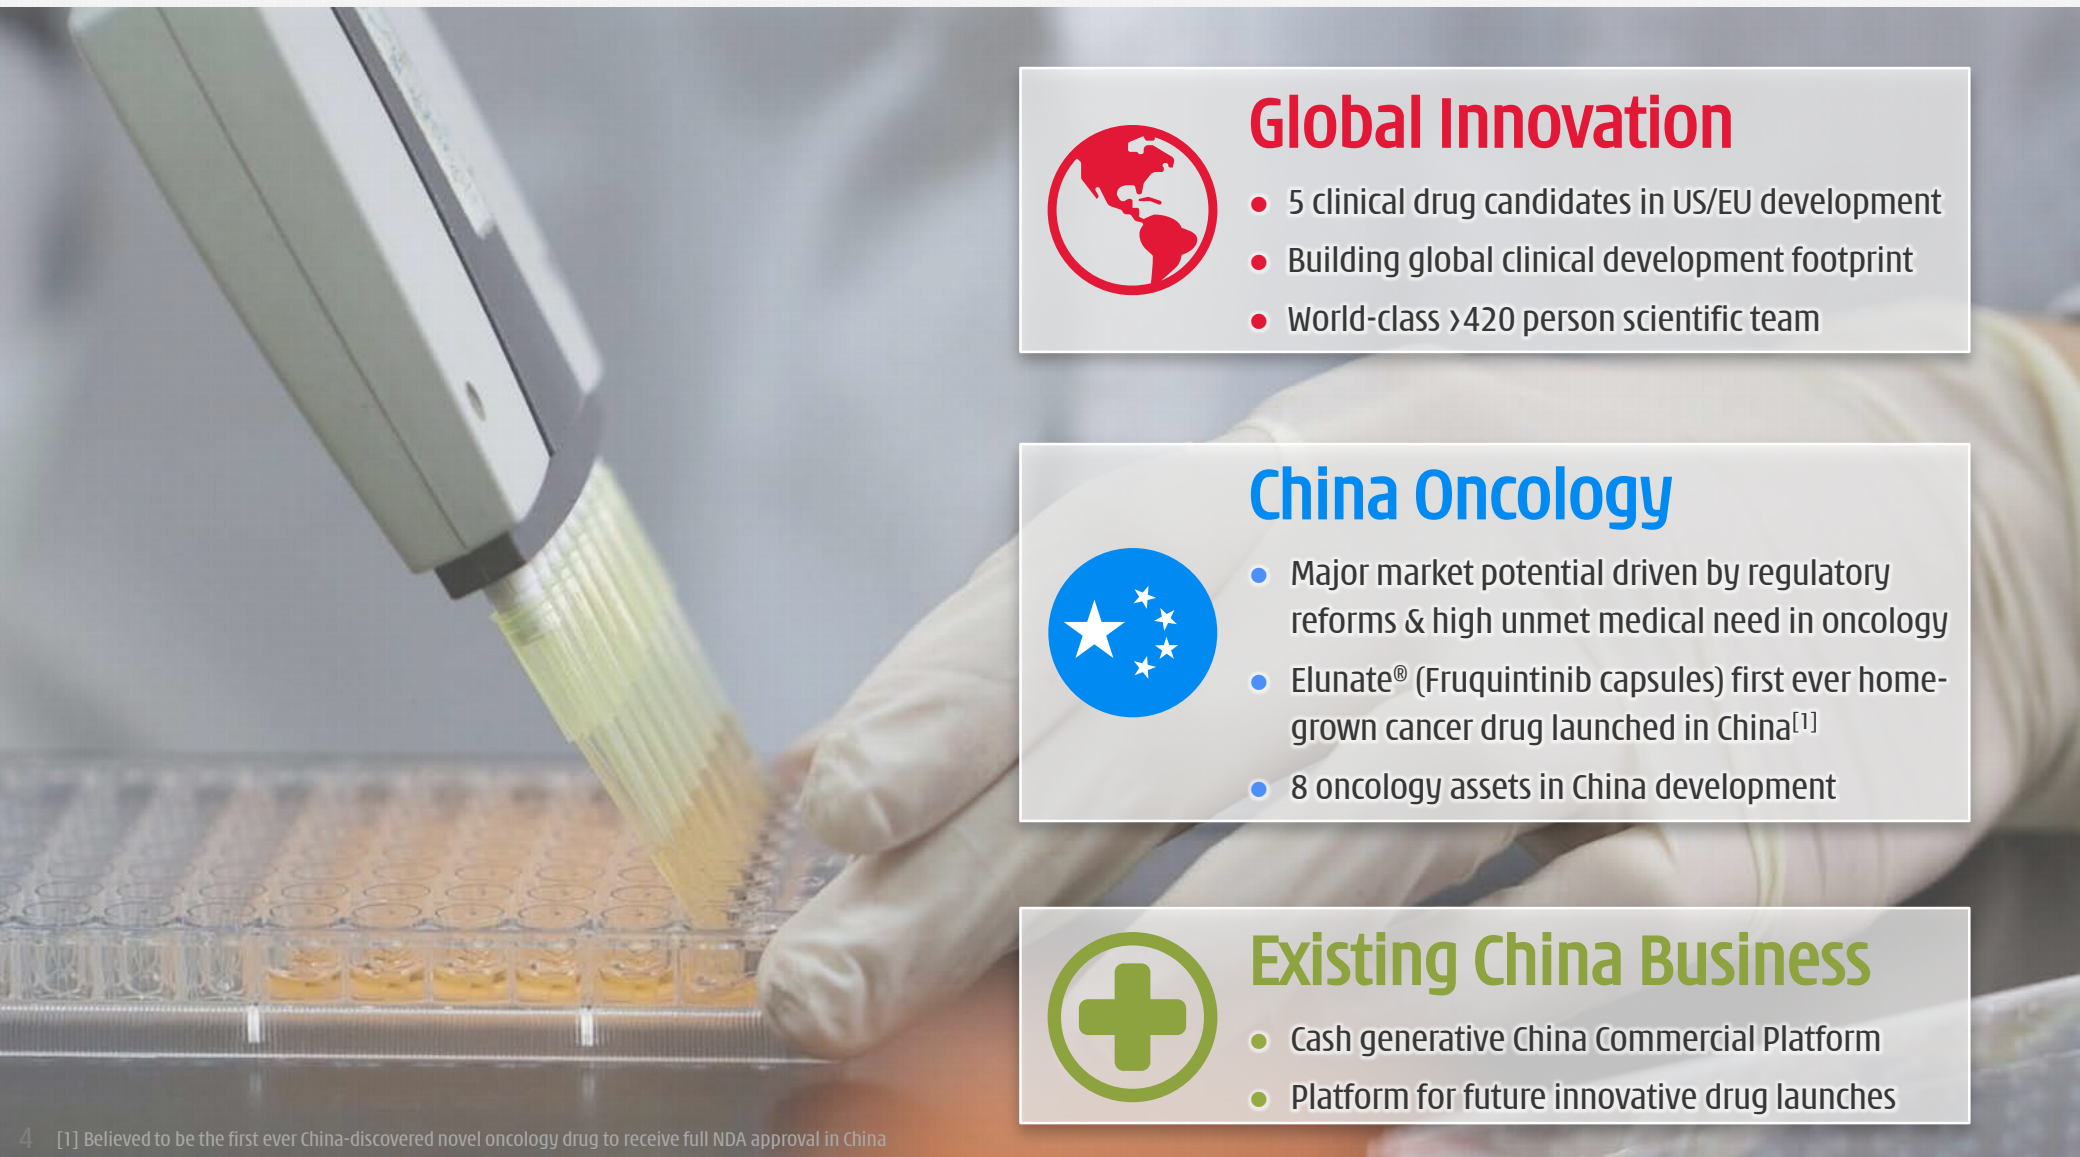 Global Innovation
• 5 clinical drug candidates in US/EU development
• Building global clinical development footprint
• World-class >420 person scientific team
China Oncology
• Major market potential driven by regulatory
reforms & high unmet medical need in oncology
• Elunate® (Fruquintinib capsules) first ever home-
grown cancer drug launched in China[1]
• 8 oncology assets in China development
Existing China Business
• Cash generative China Commercial Platform
• Platform for future innovative drug launches
4 [1] Believed to be the first ever China-discovered novel oncology drug to receive full NDA approval in China